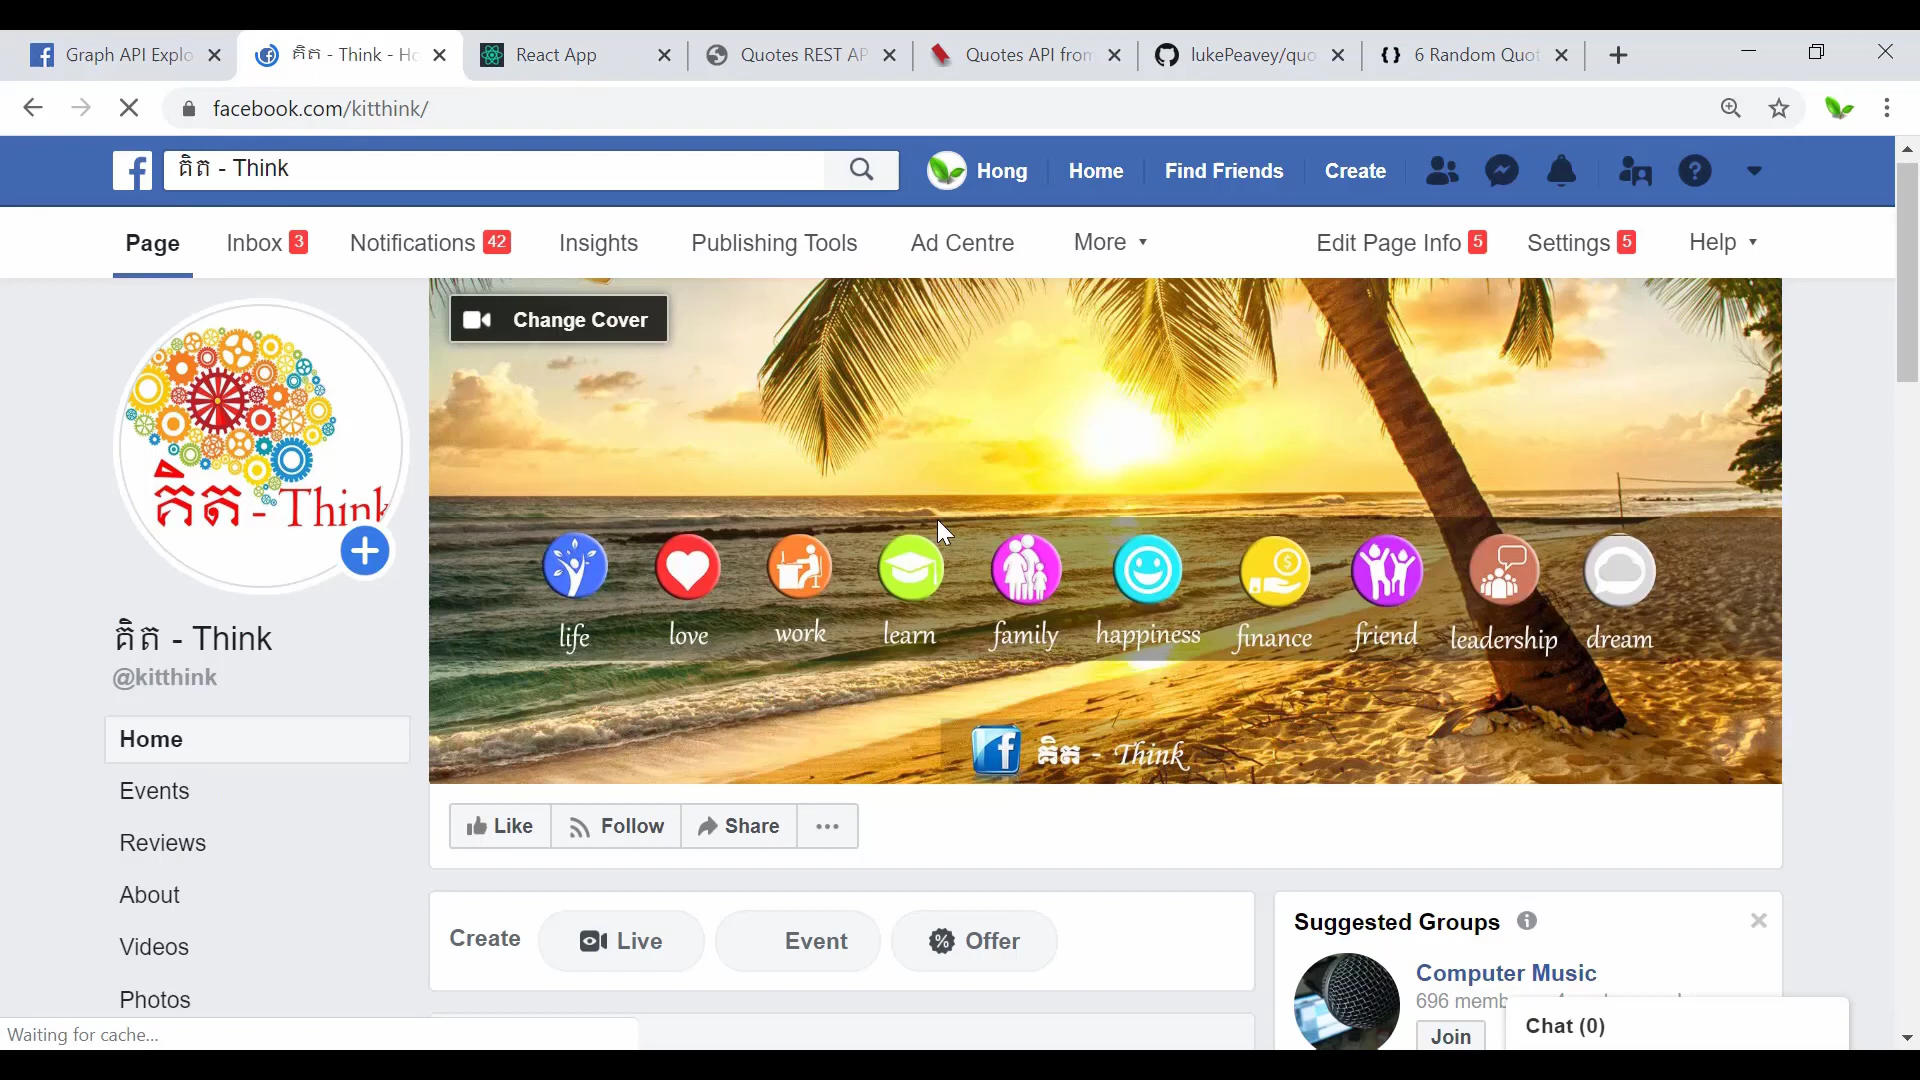 Graph API Explo
គិត - Think - Ho
React App
Quotes REST AP
Quotes API from
lukePeavey/quo
6 Random Quot
facebook.com/kitthink/
គិត - Think
Hong
Home
Find Friends
Create
Page
Inbox 3
Notifications 42
Insights
Publishing Tools
Ad Centre
More
Edit Page Info 5
Settings 5
Help
Change Cover
គិត - Think
life
love
work
learn
family
happiness
finance
friend
leadership
dream
គិត - Think
គិត - Think
@kitthink
Home
Events
Reviews
About
Videos
Photos
Like
Follow
Share
Create
Live
Event
Offer
Suggested Groups
Computer Music
696 memb
Join
Chat (0)
Waiting for cache...